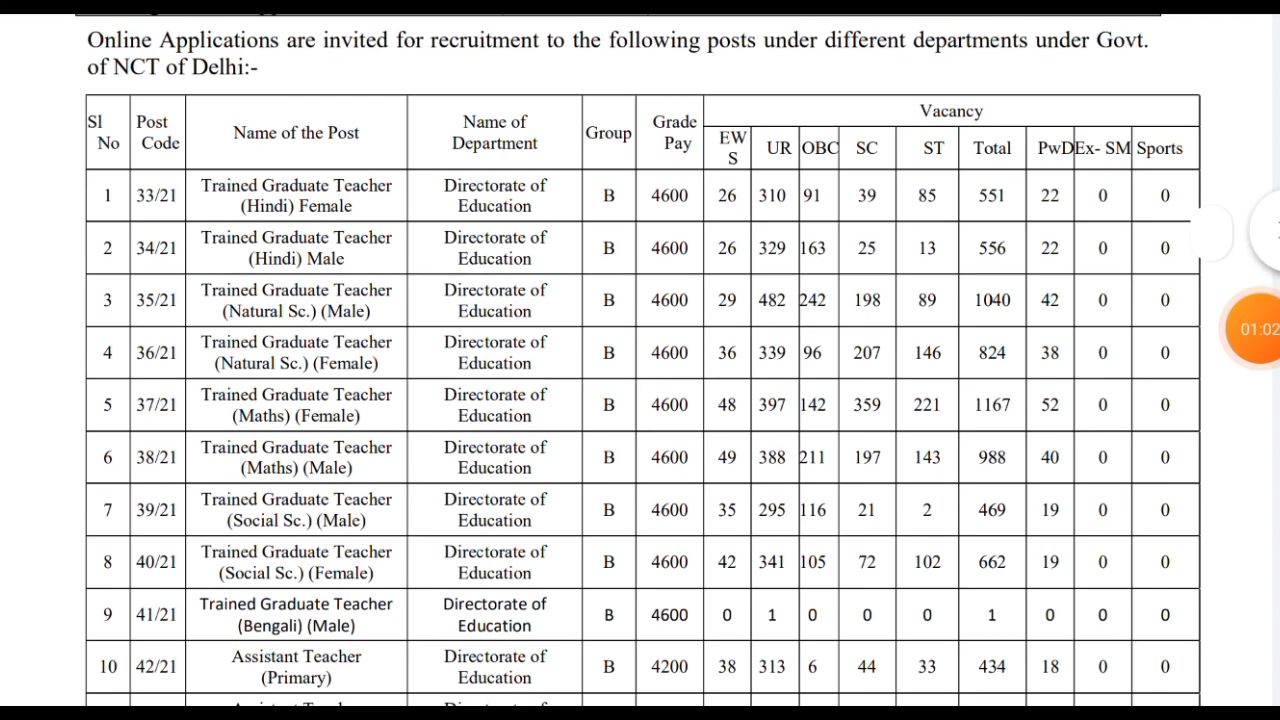 Online Applications are invited for recruitment to the following posts under different departments under Govt.
of NCT of Delhi:-
Sl No Post Code Name of the Post Name of Department Group Grade Pay Vacancy
EWS UR OBC SC ST Total PwD Ex- SM Sports
1 33/21 Trained Graduate Teacher (Hindi) Female Directorate of Education B 4600 26 310 91 39 85 551 22 0 0
2 34/21 Trained Graduate Teacher (Hindi) Male Directorate of Education B 4600 26 329 163 25 13 556 22 0 0
3 35/21 Trained Graduate Teacher (Natural Sc.) (Male) Directorate of Education B 4600 29 482 242 198 89 1040 42 0 0
4 36/21 Trained Graduate Teacher (Natural Sc.) (Female) Directorate of Education B 4600 36 339 96 207 146 824 38 0 0
5 37/21 Trained Graduate Teacher (Maths) (Female) Directorate of Education B 4600 48 397 142 359 221 1167 52 0 0
6 38/21 Trained Graduate Teacher (Maths) (Male) Directorate of Education B 4600 49 388 211 197 143 988 40 0 0
7 39/21 Trained Graduate Teacher (Social Sc.) (Male) Directorate of Education B 4600 35 295 116 21 2 469 19 0 0
8 40/21 Trained Graduate Teacher (Social Sc.) (Female) Directorate of Education B 4600 42 341 105 72 102 662 19 0 0
9 41/21 Trained Graduate Teacher (Bengali) (Male) Directorate of Education B 4600 0 1 0 0 0 1 0 0 0
10 42/21 Assistant Teacher (Primary) Directorate of Education B 4200 38 313 6 44 33 434 18 0 0
01:02